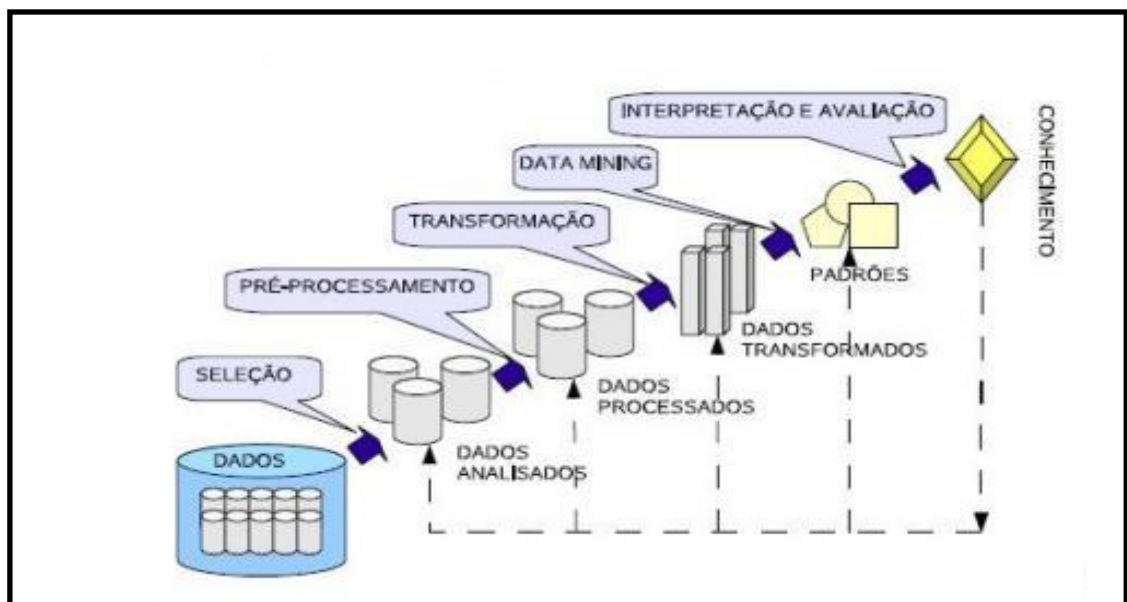 INTERPRETAÇÃO E AVALIAÇÃO
CONHECIMENTO
DATA MINING
TRANSFORMAÇÃO
PADRÕES
PRÉ-PROCESSAMENTO
DADOS
TRANSFORMADOS
SELEÇÃO
DADOS
PROCESSADOS
DADOS
ANALISADOS
DADOS